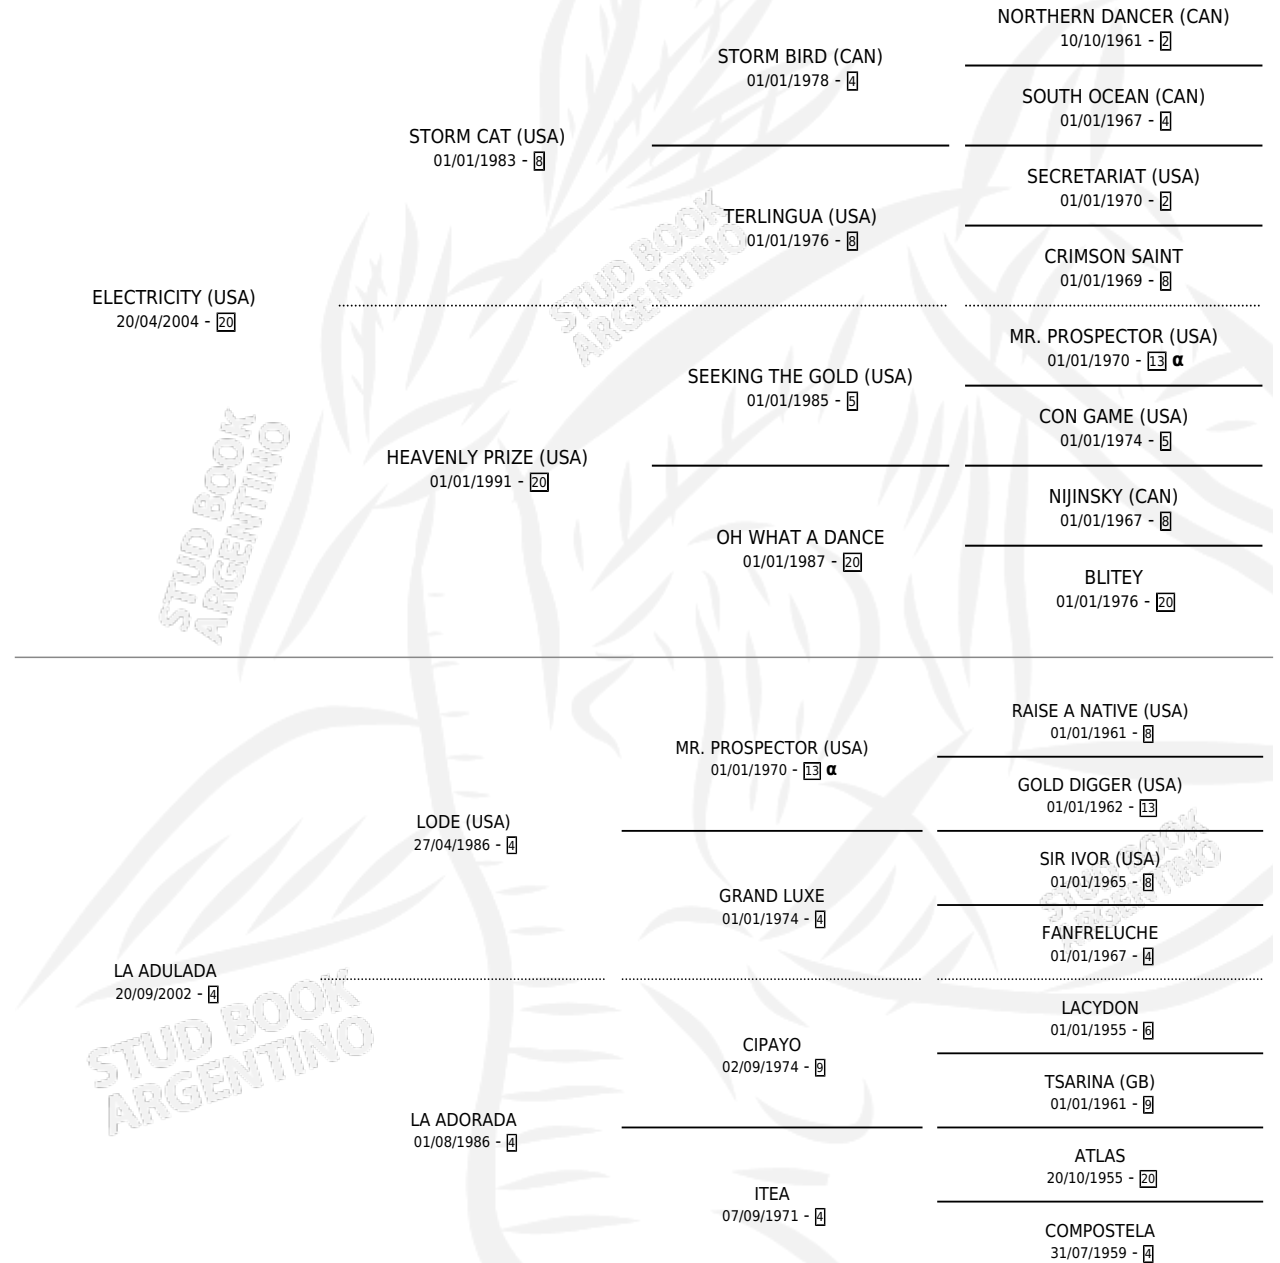 NORTHERN DANCER (CAN)
10/10/1961 - 2
STORM BIRD (CAN)
01/01/1978 - 4
SOUTH OCEAN (CAN)
01/01/1967 - 4
STORM CAT (USA)
01/01/1983 - 8
SECRETARIAT (USA)
01/01/1970 - 2
TERLINGUA (USA)
01/01/1976 - 8
CRIMSON SAINT
01/01/1969 - 8
ELECTRICITY (USA)
20/04/2004 - 20
MR. PROSPECTOR (USA)
01/01/1970 - 13 α
SEEKING THE GOLD (USA)
01/01/1985 - 5
CON GAME (USA)
01/01/1974 - 5
HEAVENLY PRIZE (USA)
01/01/1991 - 20
NIJINSKY (CAN)
01/01/1967 - 8
OH WHAT A DANCE
01/01/1987 - 20
BLITEY
01/01/1976 - 20
RAISE A NATIVE (USA)
01/01/1961 - 8
MR. PROSPECTOR (USA)
01/01/1970 - 13 α
GOLD DIGGER (USA)
01/01/1962 - 13
LODE (USA)
27/04/1986 - 4
SIR IVOR (USA)
01/01/1965 - 8
GRAND LUXE
01/01/1974 - 4
FANFRELUCHE
01/01/1967 - 4
LA ADULADA
20/09/2002 - 4
LACYDON
01/01/1955 - 6
CIPAYO
02/09/1974 - 9
TSARINA (GB)
01/01/1961 - 9
LA ADORADA
01/08/1986 - 4
ATLAS
20/10/1955 - 20
ITEA
07/09/1971 - 4
COMPOSTELA
31/07/1959 - 4
STUD BOOK
ARGENTINO
STUD BOOK
ARGENTINO
STUD BOOK
ARGENTINO
STUD BOOK
ARGENTINO